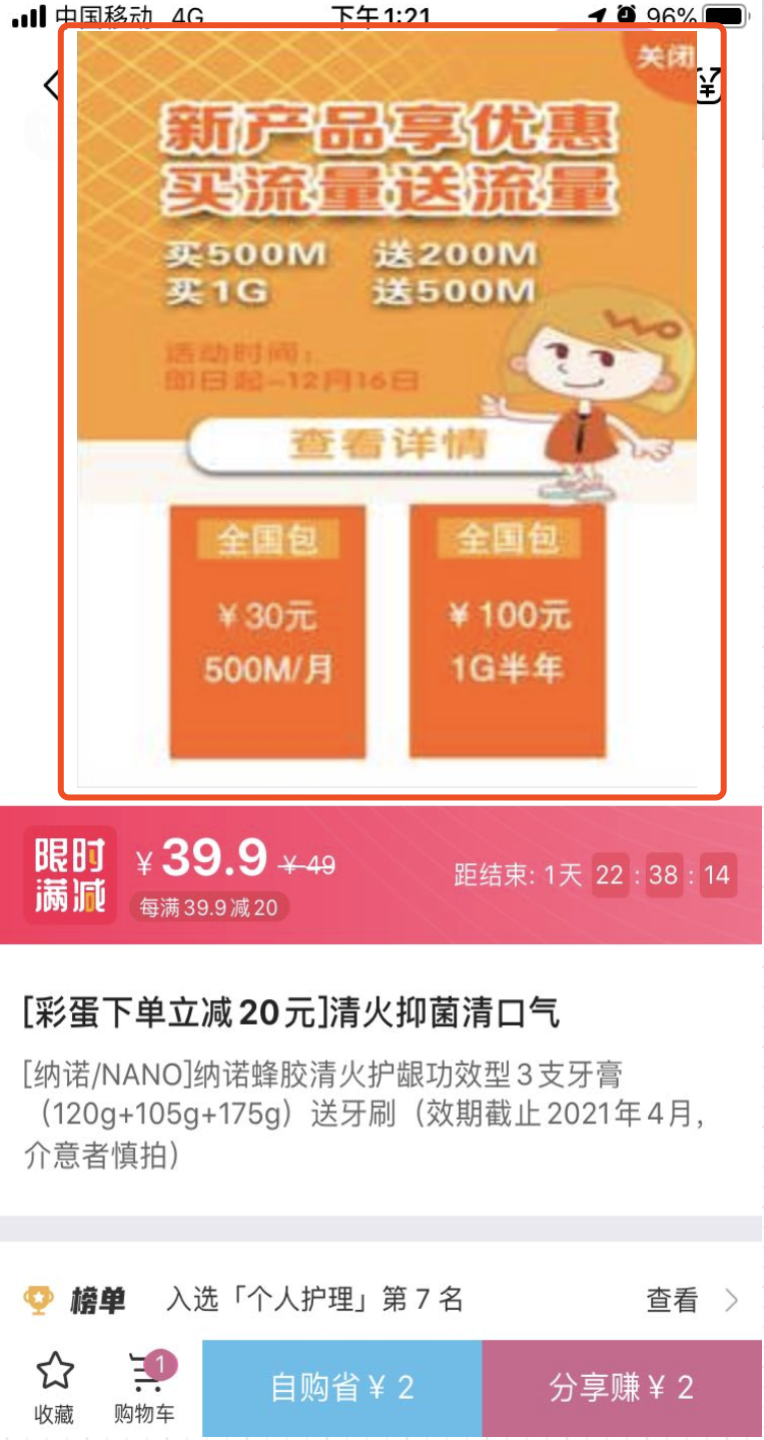 中国移动 4G 下午1:21 96%
关闭
新产品享优惠
买流量送流量
买500M 送200M
买1G 送500M
活动时间：
即日起-12月16日
查看详情
全国包 全国包
¥30元 ¥100元
500M/月 1G半年
限时
满减
¥39.9 ¥49
每满39.9减20
距结束: 1天 22 : 38 : 14
[彩蛋下单立减20元]清火抑菌清口气
[纳诺/NANO]纳诺蜂胶清火护龈功效型3支牙膏
（120g+105g+175g）送牙刷（效期截止2021年4月,
介意者慎拍）
榜单 入选「个人护理」第7名 查看
1
收藏 购物车 自购省¥2 分享赚¥2